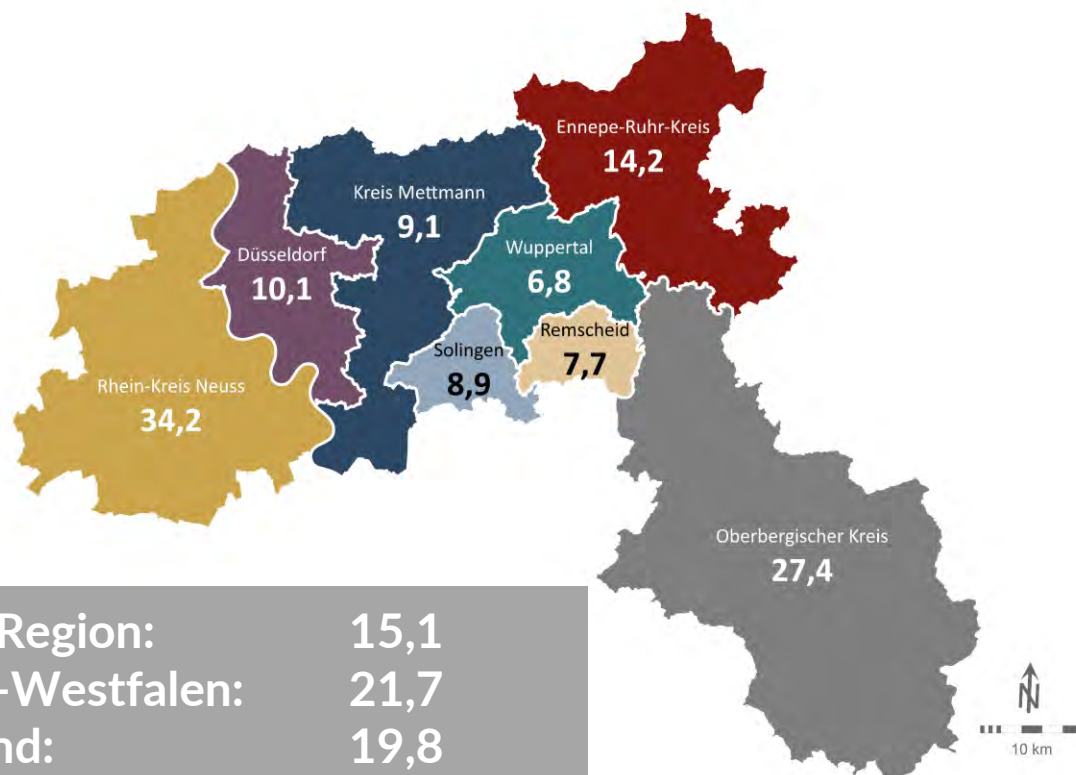 Ennepe-Ruhr-Kreis
14,2
Kreis Mettmann
9,1
Düsseldorf
10,1
Wuppertal
6,8
Remscheid
7,7
Solingen
8,9
Rhein-Kreis Neuss
34,2
Oberbergischer Kreis
27,4
Region: 15,1
-Westfalen: 21,7
nd: 19,8
N
10 km